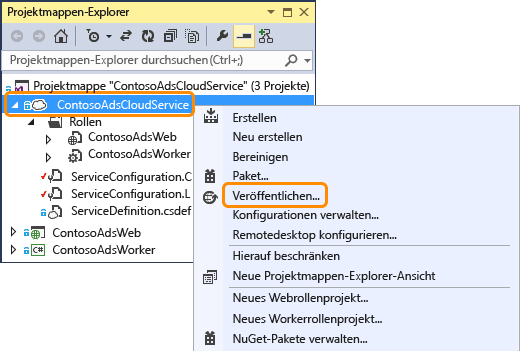 Projektmappen-Explorer
Projektmappen-Explorer durchsuchen (Ctrl+;)
Projektmappe "ContosoAdsCloudService" (3 Projekte)
ContosoAdsCloudService
Rollen
ContosoAdsWeb
ContosoAdsWorker
ServiceConfiguration.C
ServiceConfiguration.L
ServiceDefinition.csdef
ContosoAdsWeb
C# ContosoAdsWorker
Erstellen
Neu erstellen
Bereinigen
Paket...
Veröffentlichen...
Konfigurationen verwalten...
Remotedesktop konfigurieren...
Hierauf beschränken
Neue Projektmappen-Explorer-Ansicht
Neues Webrollenprojekt...
Neues Workerrollenprojekt...
NuGet-Pakete verwalten...